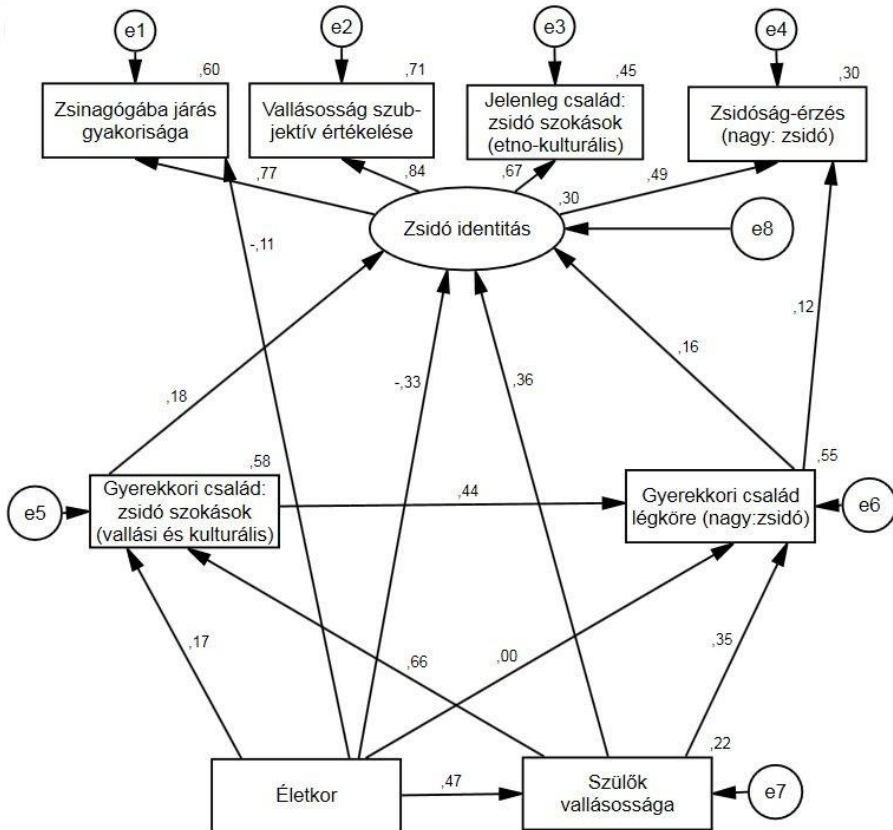 e1
e2
e3
e4
,60
,71
,45
,30
Zsinagógába járás
gyakorisága
Vallásosság szub-
jektív értékelése
Jelenleg család:
zsidó szokások
(etno-kulturális)
Zsidóság-érzés
(nagy: zsidó)
,77
,84
,67
,49
,30
Zsidó identitás
e8
-,11
,12
,16
,18
-,33
,36
,58
,55
e5
Gyerekkori család:
zsidó szokások
(vallási és kulturális)
,44
Gyerekkori család
légköre (nagy:zsidó)
e6
,17
,66
,00
,35
,22
Életkor
,47
Szülők
vallásossága
e7